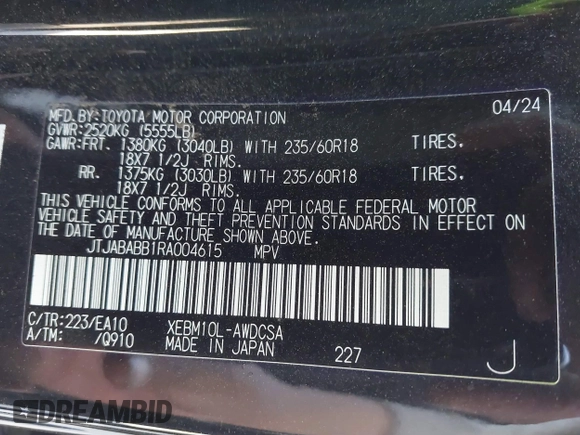 MFD.BY:TOYOTA MOTOR CORPORATION 04/24
GVWR:2520KG (5555LB)
GAWR:FRT. 1380KG (3040LB) WITH 235/60R18 TIRES.
18X7 1/2J RIMS.
RR. 1375KG (3030LB) WITH 235/60R18 TIRES.
18X7 1/2J RIMS.
THIS VEHICLE CONFORMS TO ALL APPLICABLE FEDERAL MOTOR
VEHICLE SAFETY AND THEFT PREVENTION STANDARDS IN EFFECT ON
THE DATE OF MANUFACTURE SHOWN ABOVE.
JTJABABB1RA004615 MPV
C/TR:223/EA10 XEBM10L-AWDCSA
A/TM: /Q910 MADE IN JAPAN 227 J
DREAMBID